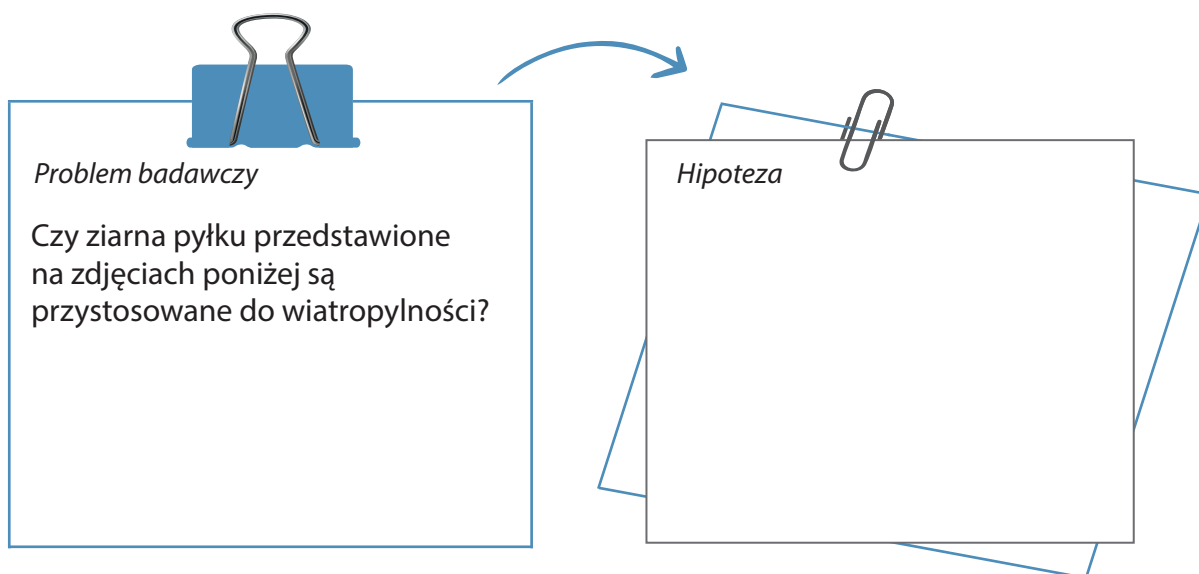 Problem badawczy
Czy ziarna pyłku przedstawione
na zdjęciach poniżej są
przystosowane do wiatropylności?
Hipoteza